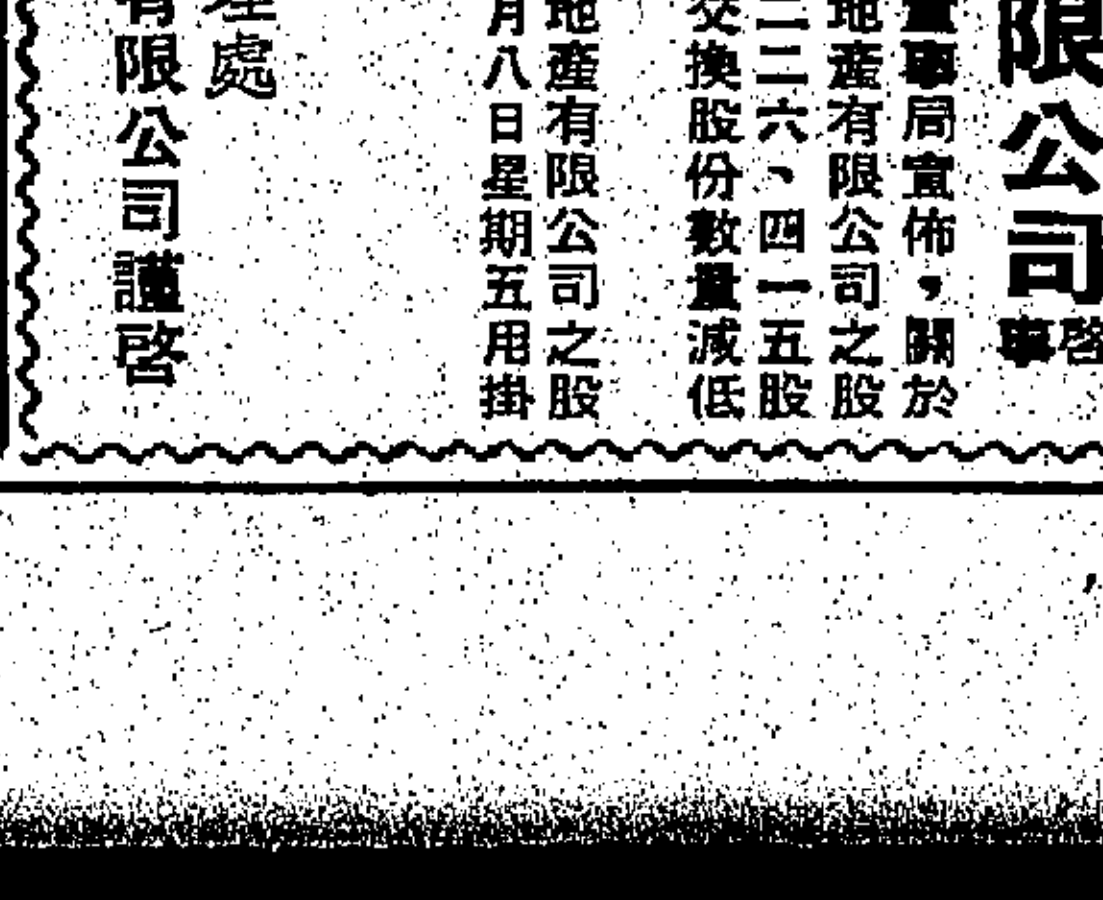 限公司
啓事
董事局宣佈，關於
地產有限公司之股
二二六、四一五股
交換股份數量減低
地產有限公司之股
月八日星期五用掛
處
有限公司謹啓